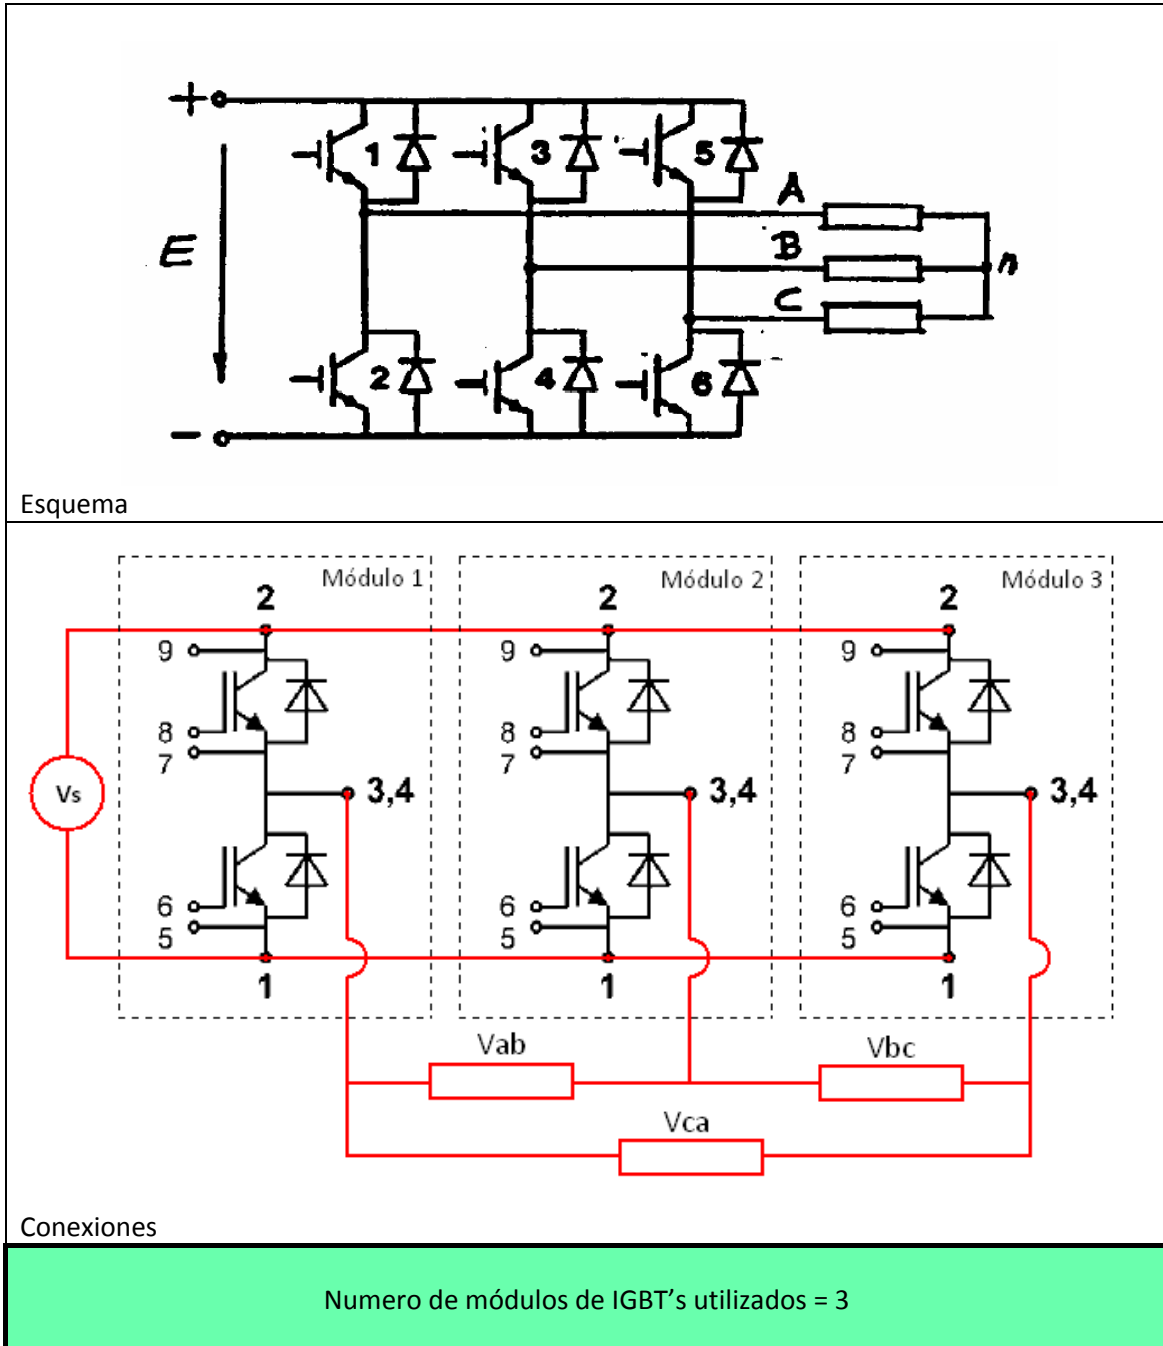 +
1 3 5
A
E
B
n
C
2 4 6
-
Esquema
Módulo 1 Módulo 2 Módulo 3
2 2 2
9 9 9
8 8 8
7 7 7
Vs
3,4 3,4 3,4
6 6 6
5 5 5
1 1 1
Vab Vbc
Vca
Conexiones
Numero de módulos de IGBT’s utilizados = 3